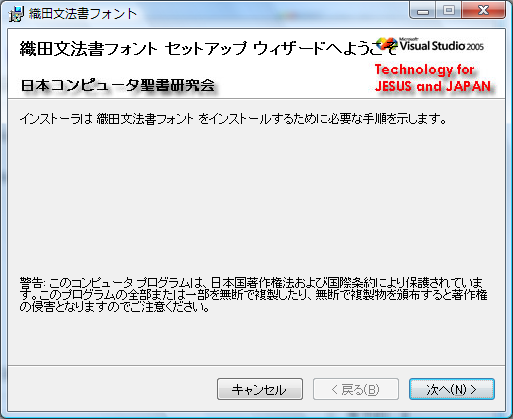 織田文法書フォント
織田文法書フォント セットアップ ウィザードへようこそ
Microsoft
Visual Studio 2005
Technology for
JESUS and JAPAN
日本コンピュータ聖書研究会
インストーラは 織田文法書フォント をインストールするために必要な手順を示します。
警告: このコンピュータ プログラムは、日本国著作権法および国際条約により保護されていま
す。このプログラムの全部または一部を無断で複製したり、無断で複製物を頒布すると著作権
の侵害となりますのでご注意ください。
キャンセル
< 戻る(B)
次へ(N) >